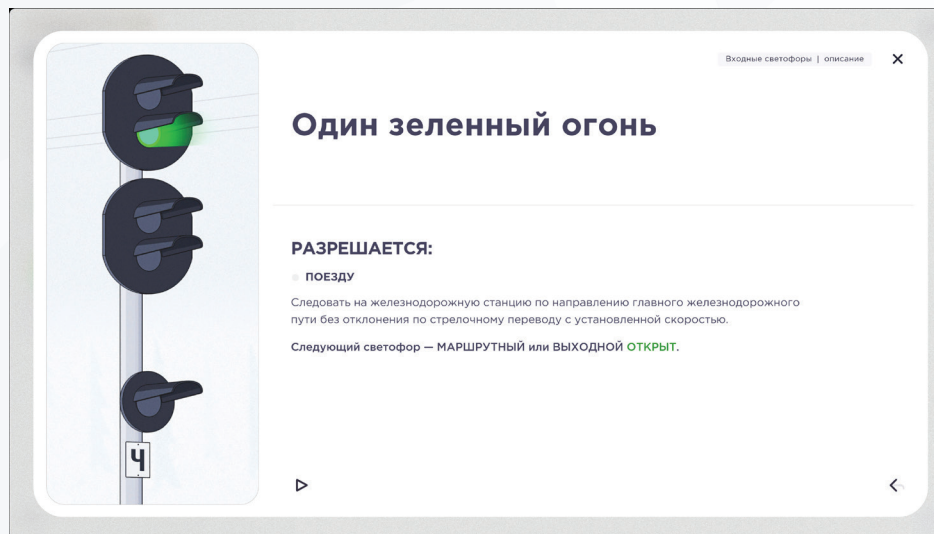 Входные светофоры | описание
Один зеленный огонь
РАЗРЕШАЕТСЯ:
ПОЕЗДУ
Следовать на железнодорожную станцию по направлению главного железнодорожного
пути без отклонения по стрелочному переводу с установленной скоростью.
Следующий светофор — МАРШРУТНЫЙ или ВЫХОДНОЙ ОТКРЫТ.
Ч